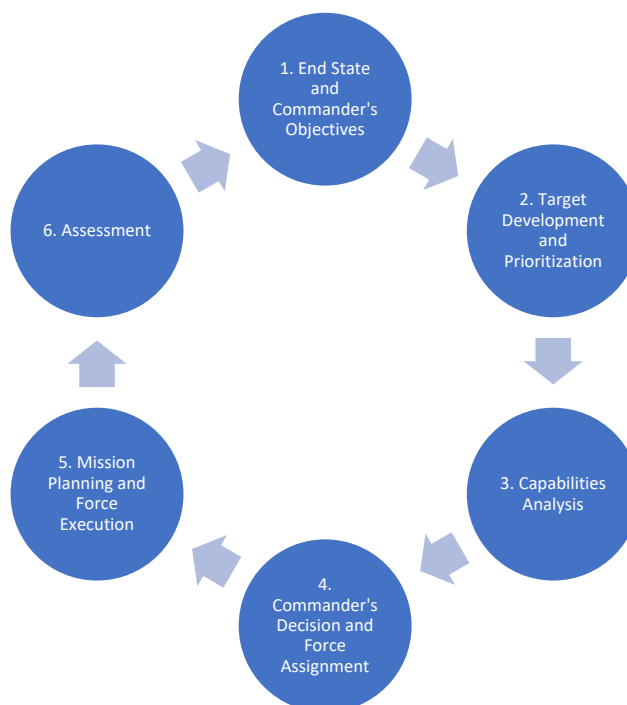 1. End State
and
Commander's
Objectives
2. Target
Development
and
Prioritization
3. Capabilities
Analysis
4.
Commander's
Decision and
Force
Assignment
5. Mission
Planning and
Force
Execution
6. Assessment